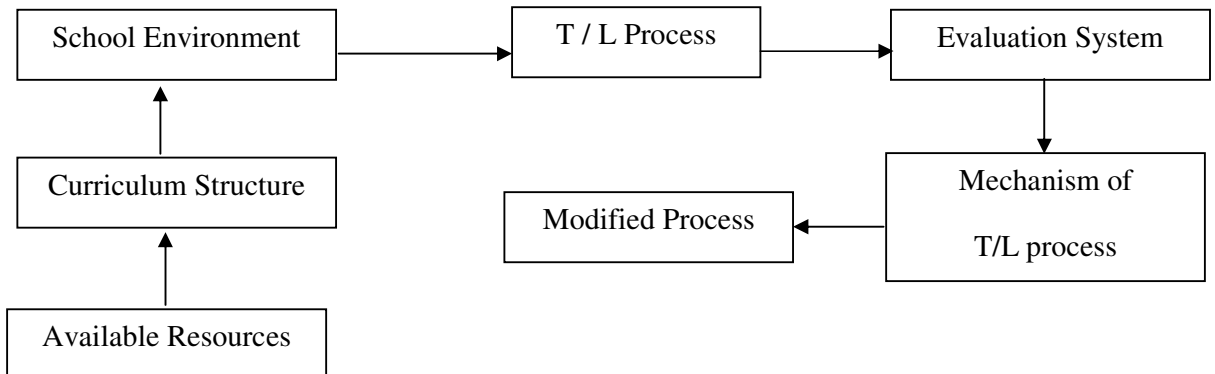 School Environment
T / L Process
Evaluation System
Curriculum Structure
Mechanism of
T/L process
Modified Process
Available Resources